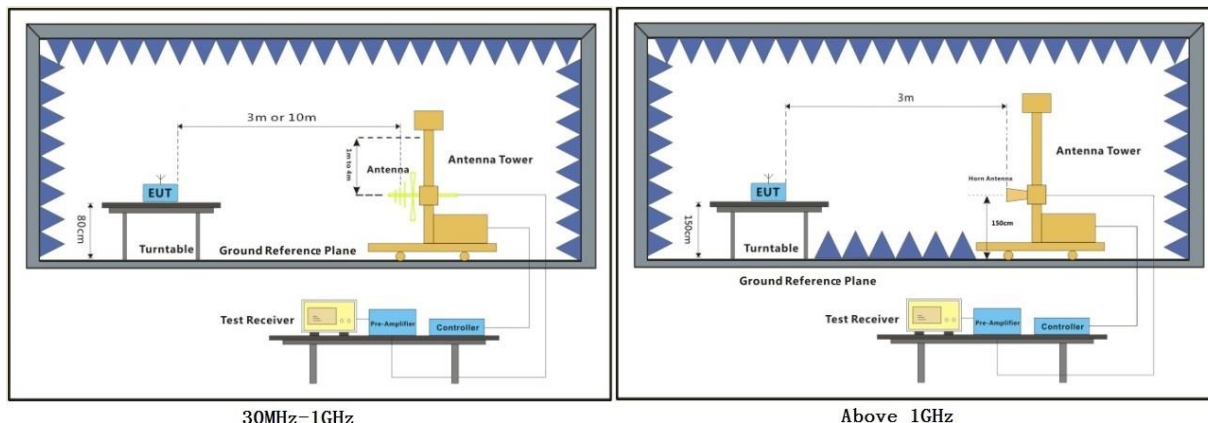 3m or 10m
1m to 4m
Antenna
Antenna Tower
EUT
80cm
Turntable
Ground Reference Plane
Test Receiver
Pre-Amplifier
Controller
30MHz-1GHz
3m
Antenna Tower
Horn Antenna
EUT
150cm
150cm
Turntable
Ground Reference Plane
Test Receiver
Pre-Amplifier
Controller
Above 1GHz